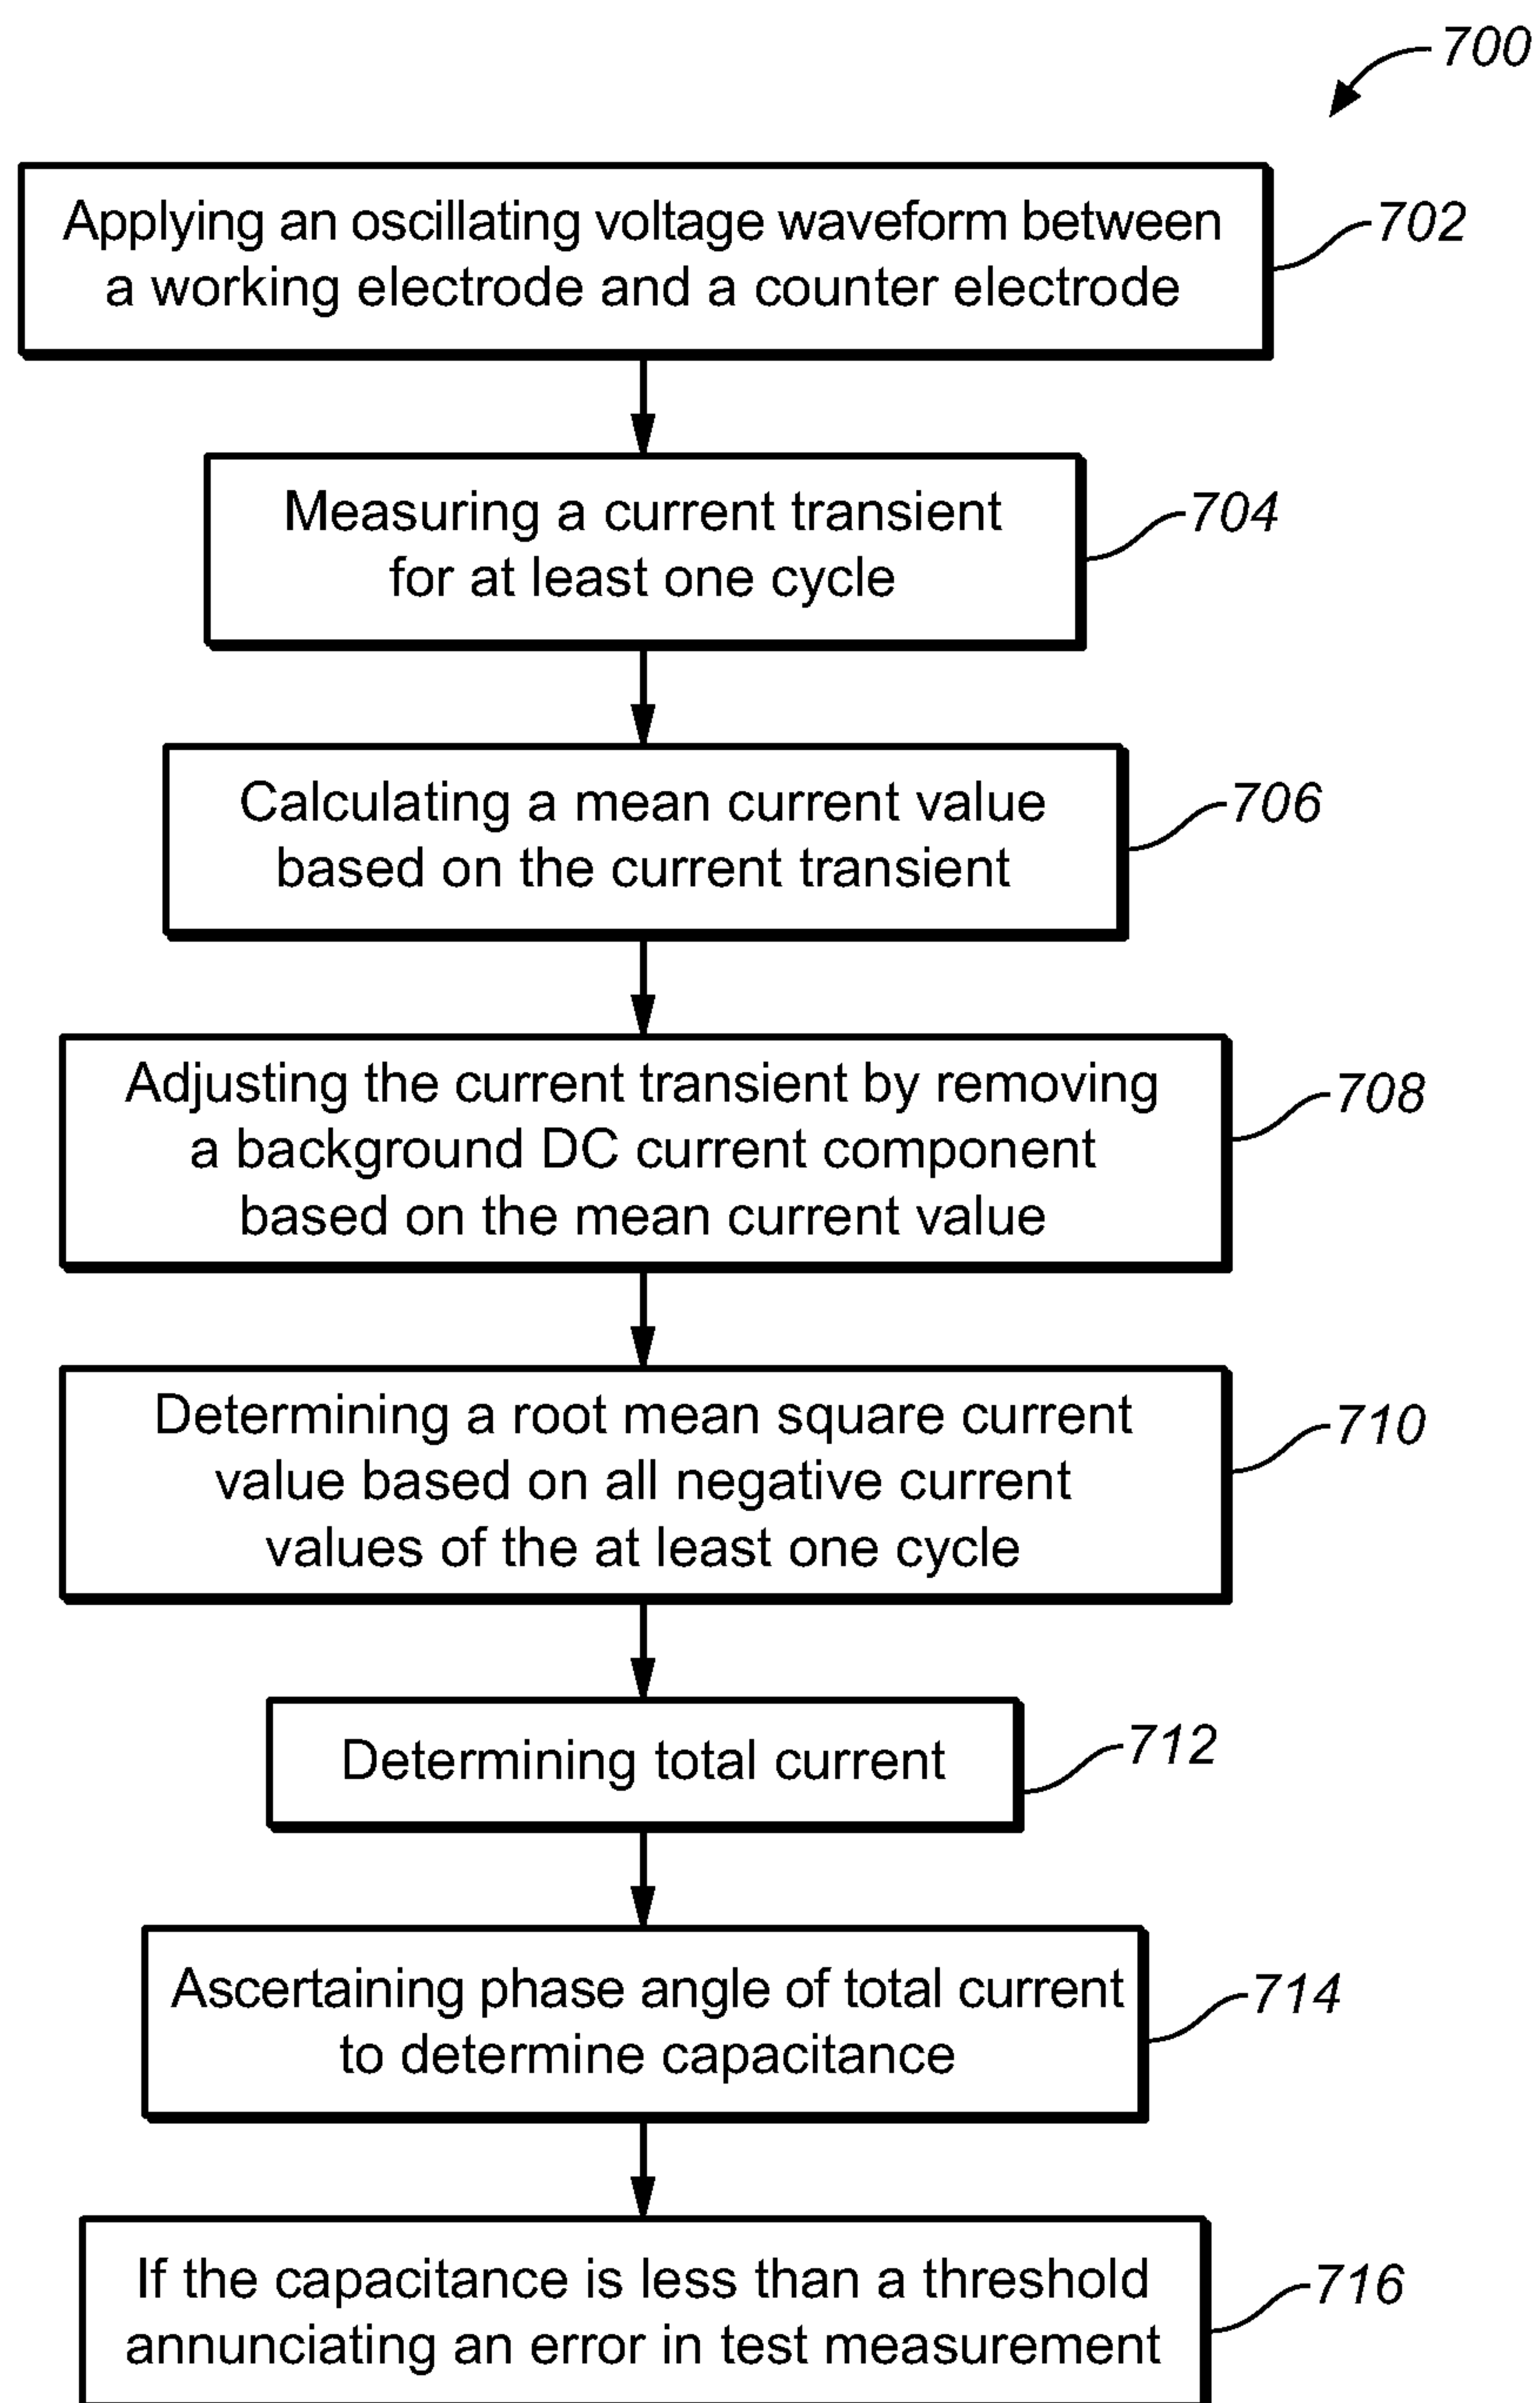 700
Applying an oscillating voltage waveform between
a working electrode and a counter electrode
702
Measuring a current transient
for at least one cycle
704
Calculating a mean current value
based on the current transient
706
Adjusting the current transient by removing
a background DC current component
based on the mean current value
708
Determining a root mean square current
value based on all negative current
values of the at least one cycle
710
Determining total current
712
Ascertaining phase angle of total current
to determine capacitance
714
If the capacitance is less than a threshold
annunciating an error in test measurement
716